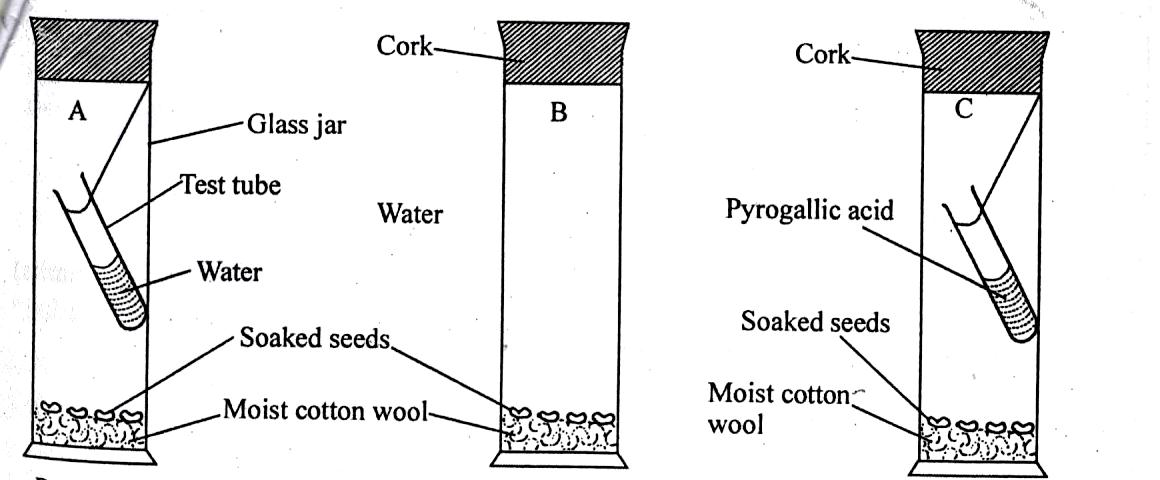 A
Glass jar
Test tube
Water
Cork
B
Water
Soaked seeds
Moist cotton wool
Cork
C
Pyrogallic acid
Soaked seeds
Moist cotton
wool